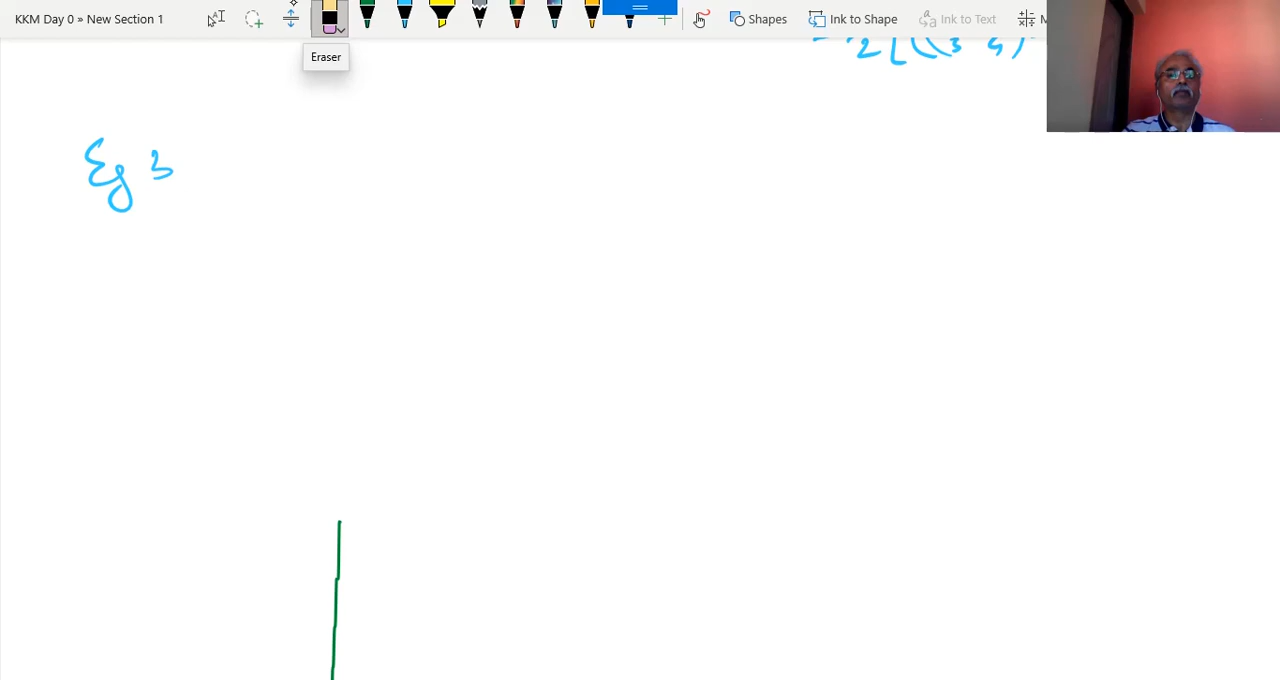 KKM Day 0 » New Section 1
Shapes
Ink to Shape
Ink to Text
M
Eraser
Eg 3